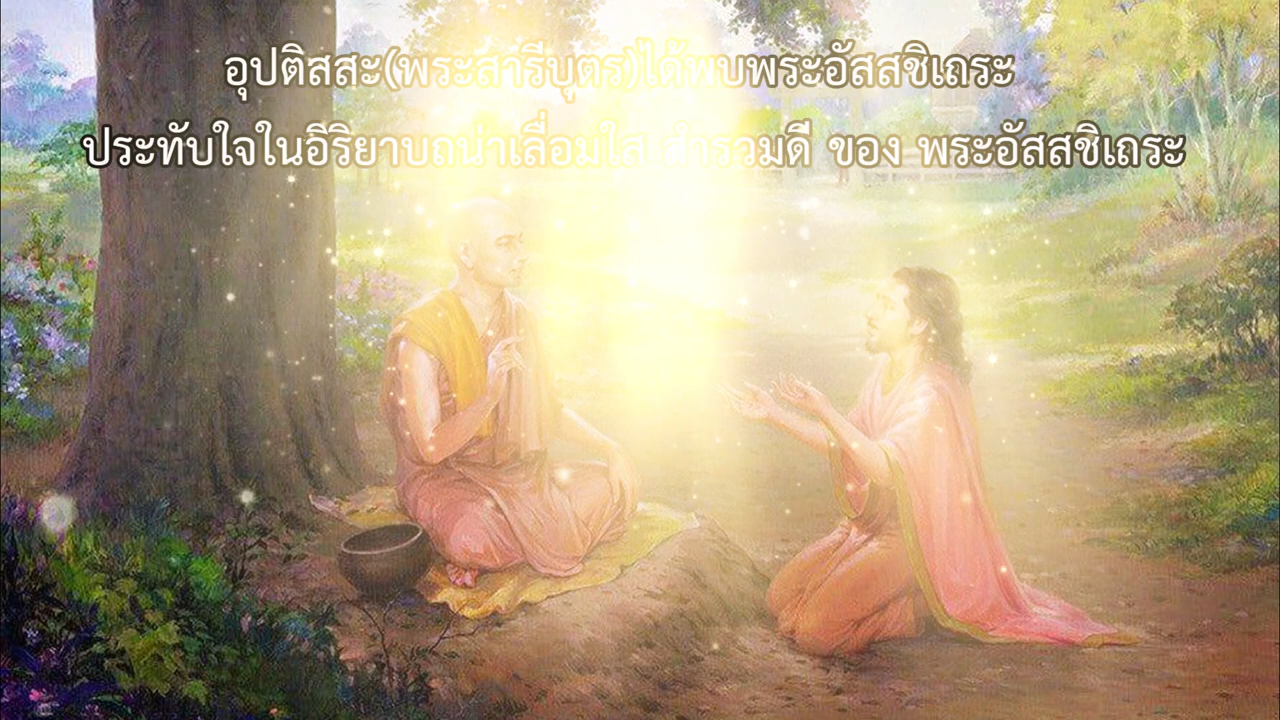 อุปติสสะ(พระสารีบุตร)ได้พบพระอัสสชิเถระ
ประทับใจในอิริยาบถน่าเลื่อมใส สำรวมดี ของ พระอัสสชิเถระ